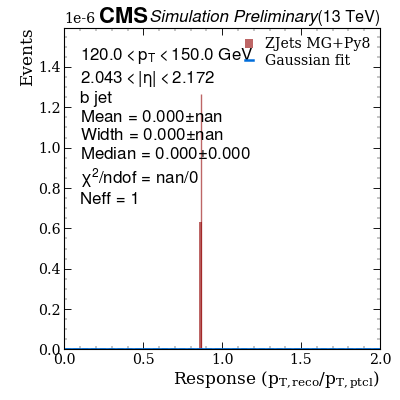 1e-6 CMS Simulation Preliminary (13 TeV)
Events
120.0 < pT < 150.0 GeV
2.043 < |η| < 2.172
b jet
Mean = 0.000±nan
Width = 0.000±nan
Median = 0.000±0.000
χ²/ndof = nan/0
Neff = 1
ZJets MG+Py8
Gaussian fit
1.4
1.2
1.0
0.8
0.6
0.4
0.2
0.0
0.0 0.5 1.0 1.5 2.0
Response (pT,reco/pT,ptcl)